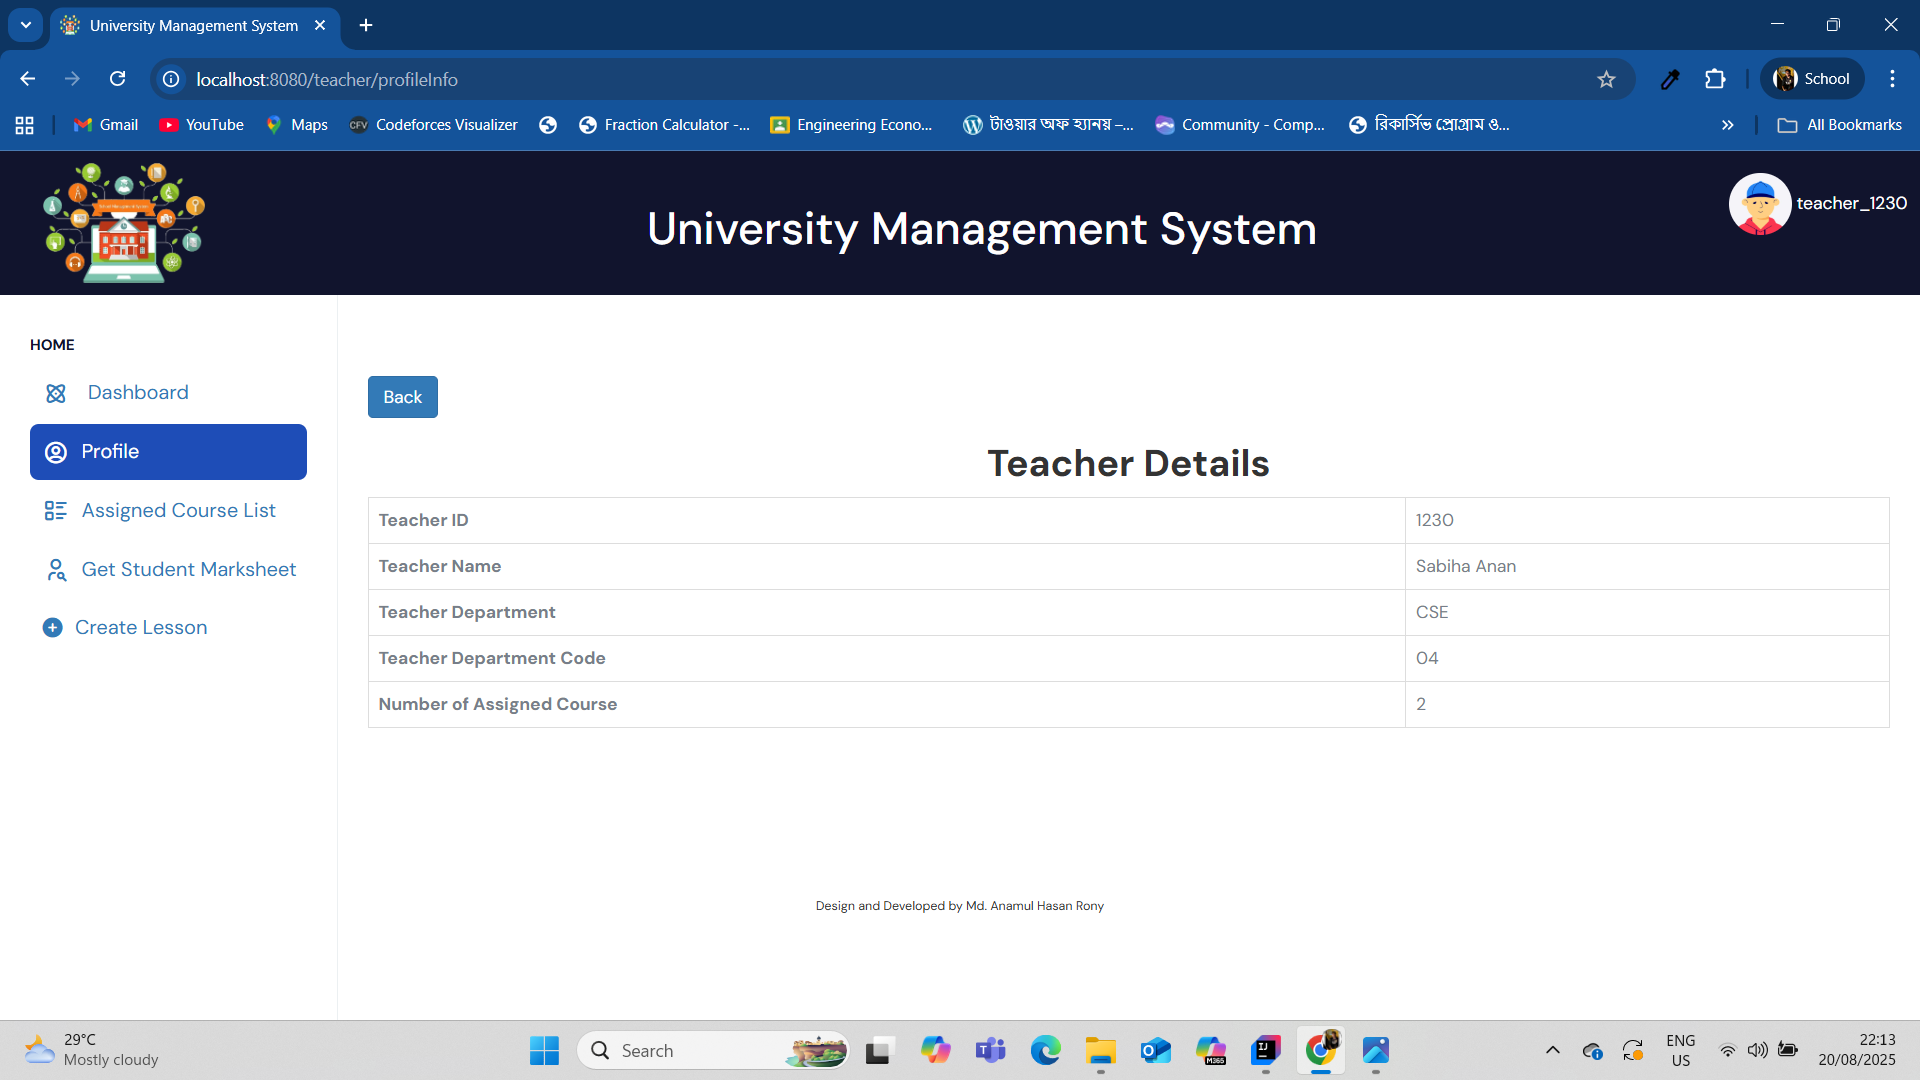 University Management System
localhost:8080/teacher/profileInfo
School
Gmail
YouTube
Maps
CFV Codeforces Visualizer
Fraction Calculator -...
Engineering Econo...
টাওয়ার অফ হ্যানয় –...
Community - Comp...
রিকার্সিভ প্রোগ্রাম ও...
All Bookmarks
University Management System
teacher_1230
HOME
Dashboard
Profile
Assigned Course List
Get Student Marksheet
Create Lesson
Back
Teacher Details
Teacher ID 1230
Teacher Name Sabiha Anan
Teacher Department CSE
Teacher Department Code 04
Number of Assigned Course 2
Design and Developed by Md. Anamul Hasan Rony
29°C
Mostly cloudy
Search
M365
ENG
US
22:13
20/08/2025